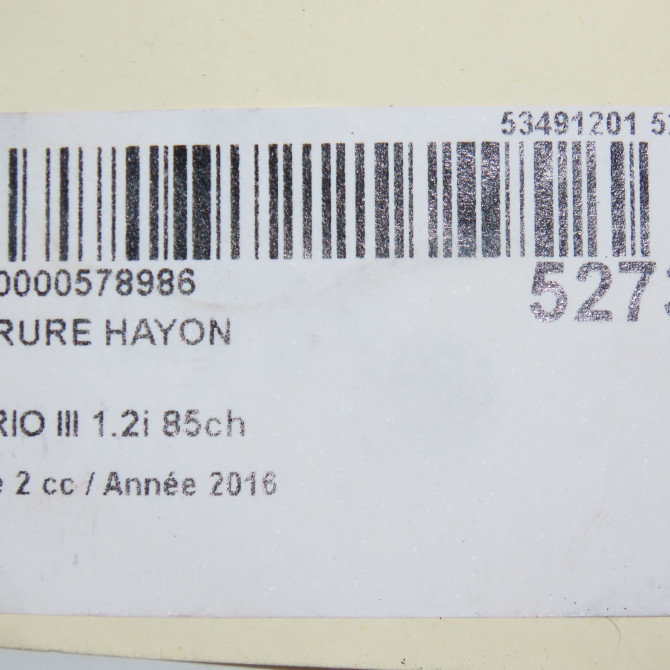 53491201 5
0000578986
5273
RURE HAYON
RIO III 1.2i 85ch
e 2 cc / Année 2016